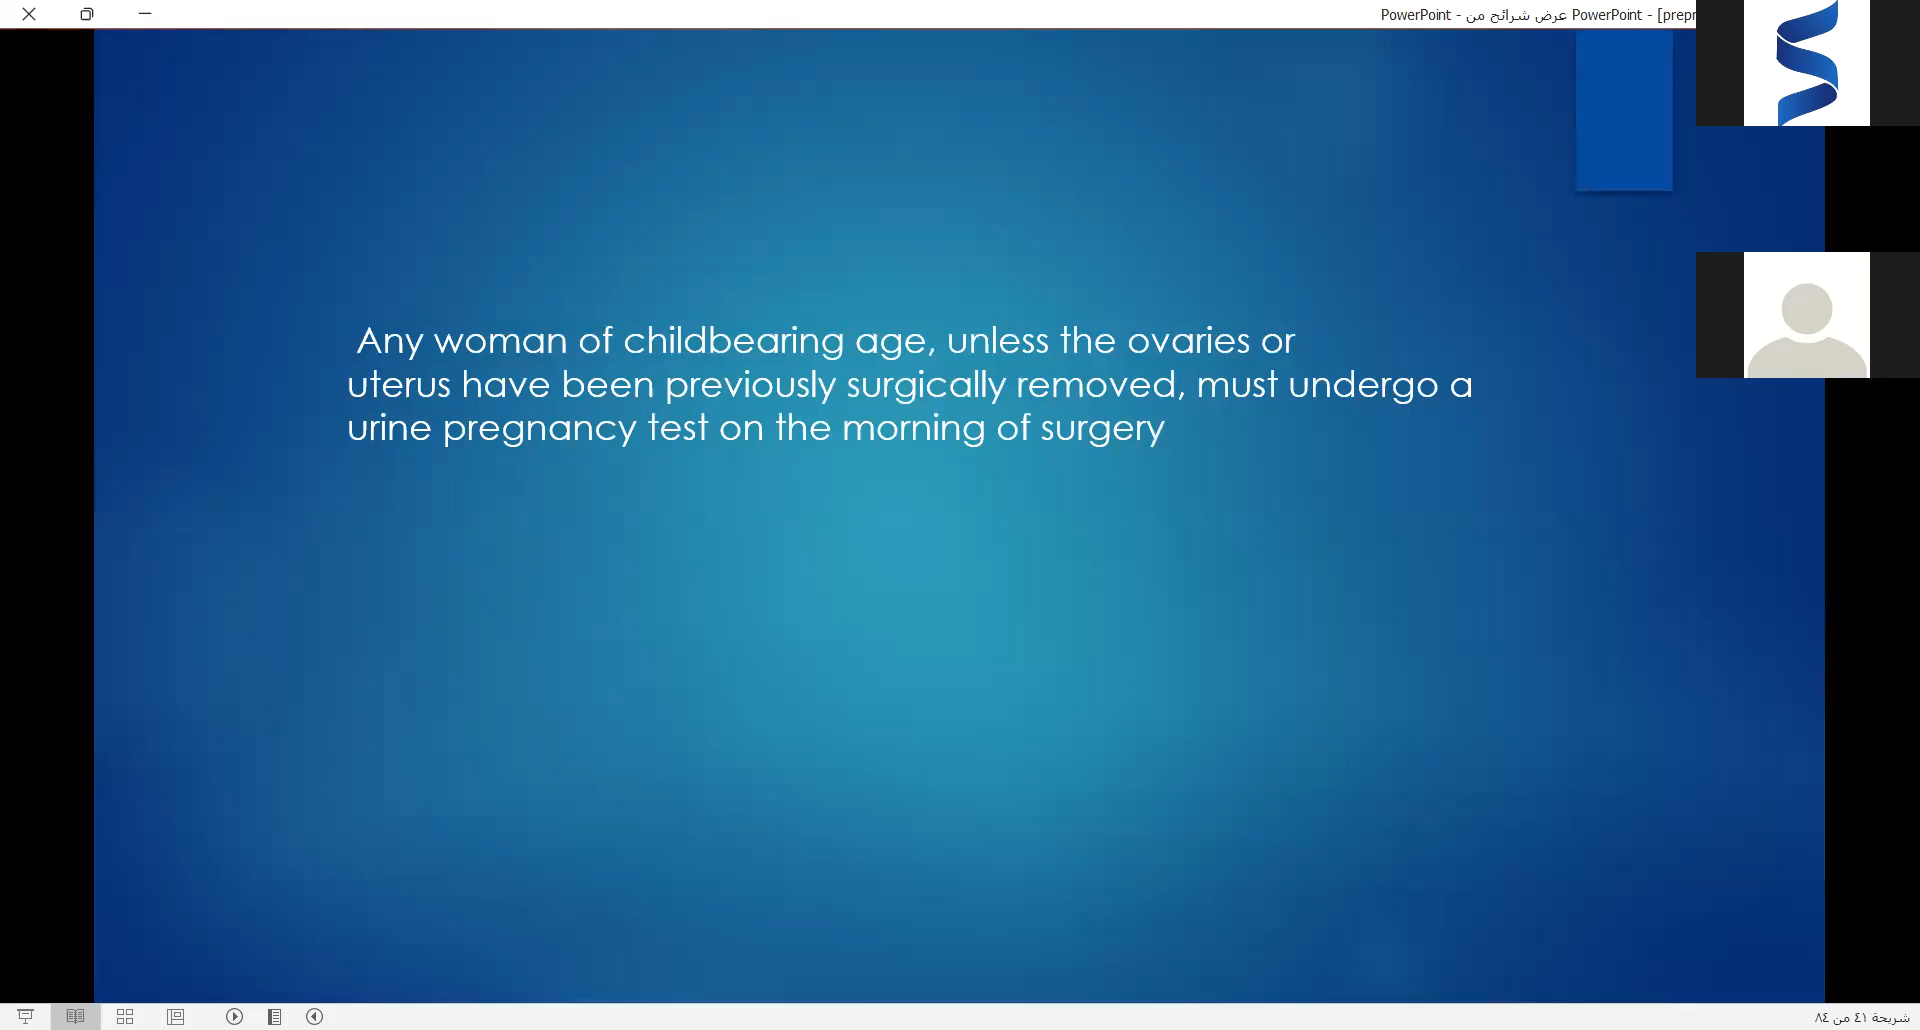 PowerPoint - عرض شرائح من PowerPoint - [prepr
Any woman of childbearing age, unless the ovaries or
uterus have been previously surgically removed, must undergo a
urine pregnancy test on the morning of surgery
شريحة ٤١ من ٨٤